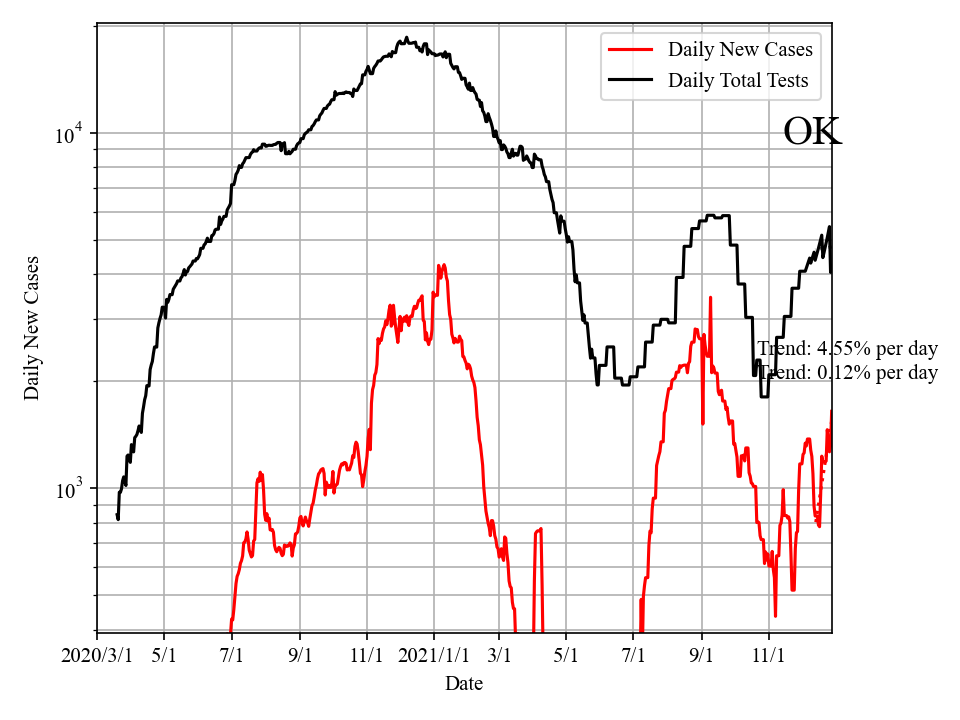 Daily New Cases
Daily Total Tests
OK
10^4
Daily New Cases
Trend: 4.55% per day
Trend: 0.12% per day
10^3
2020/3/1 5/1 7/1 9/1 11/1 2021/1/1 3/1 5/1 7/1 9/1 11/1
Date